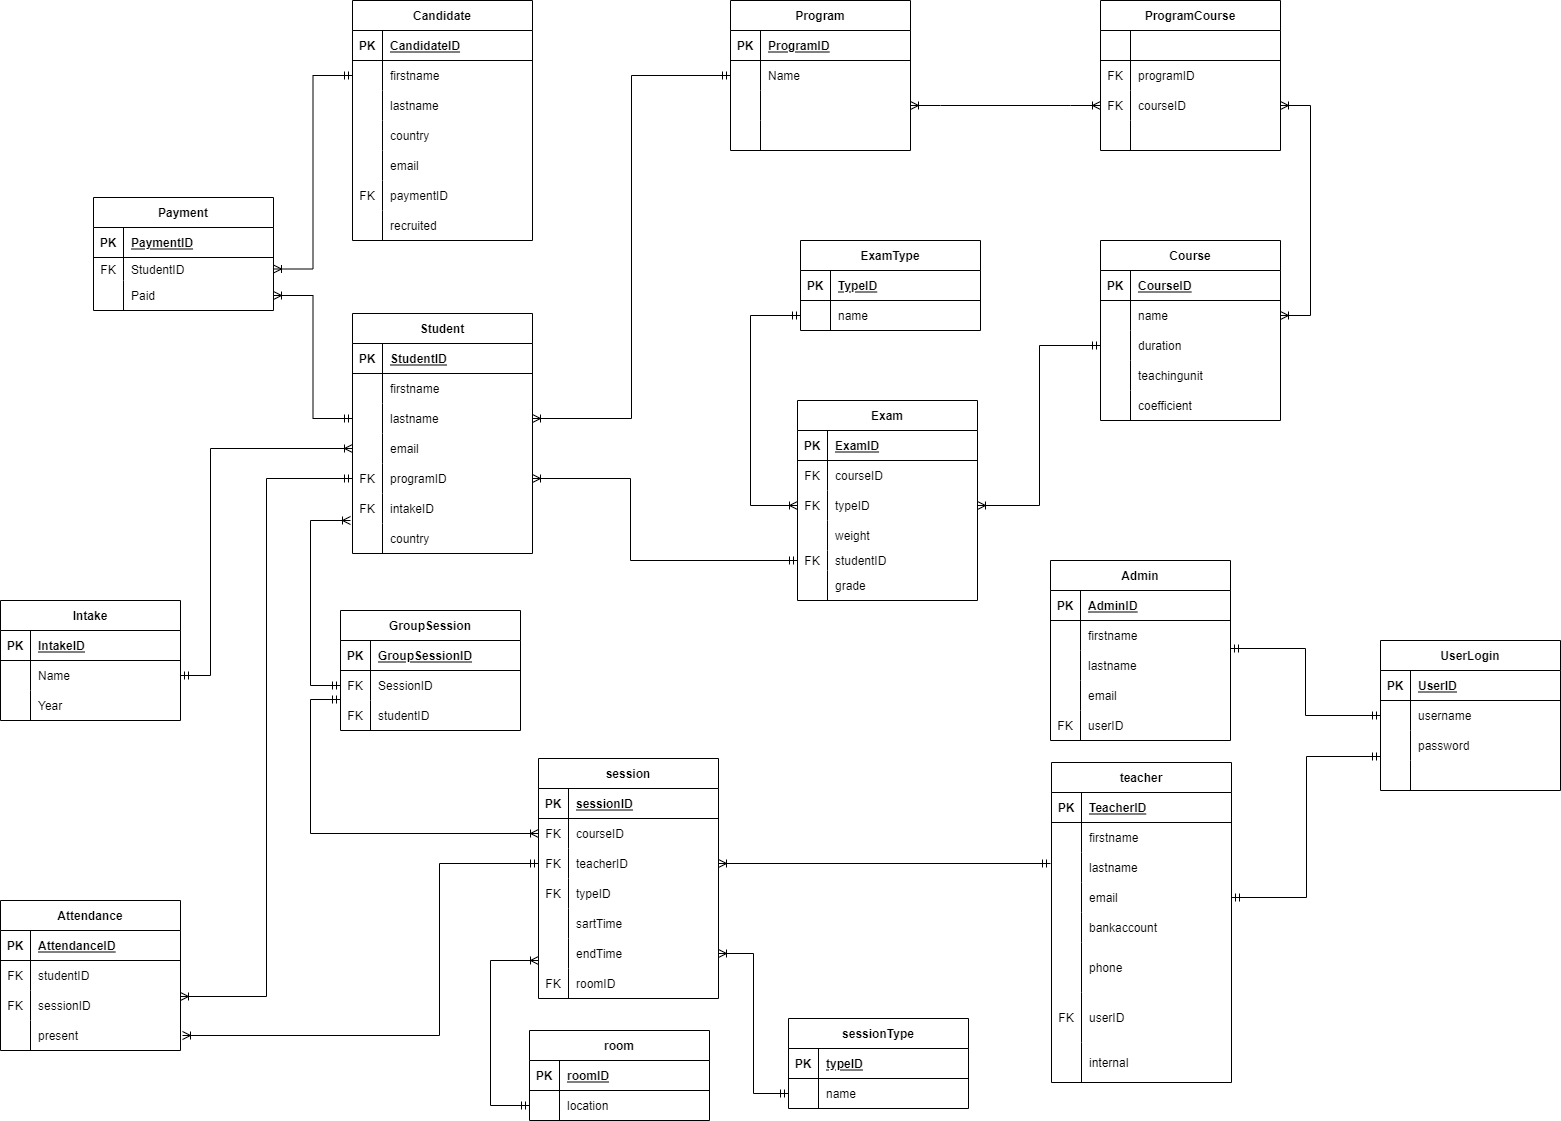 Candidate
PK CandidateID
firstname
lastname
country
email
FK paymentID
recruited
Program
PK ProgramID
Name
ProgramCourse
FK programID
FK courseID
Payment
PK PaymentID
FK StudentID
Paid
ExamType
PK TypeID
name
Course
PK CourseID
name
duration
teachingunit
coefficient
Student
PK StudentID
firstname
lastname
email
FK programID
FK intakeID
country
Exam
PK ExamID
FK courseID
FK typeID
weight
FK studentID
grade
Intake
PK IntakeID
Name
Year
GroupSession
PK GroupSessionID
FK SessionID
FK studentID
Admin
PK AdminID
firstname
lastname
email
FK userID
UserLogin
PK UserID
username
password
session
PK sessionID
FK courseID
FK teacherID
FK typeID
sartTime
endTime
FK roomID
teacher
PK TeacherID
firstname
lastname
email
bankaccount
phone
FK userID
internal
Attendance
PK AttendanceID
FK studentID
FK sessionID
present
room
PK roomID
location
sessionType
PK typeID
name